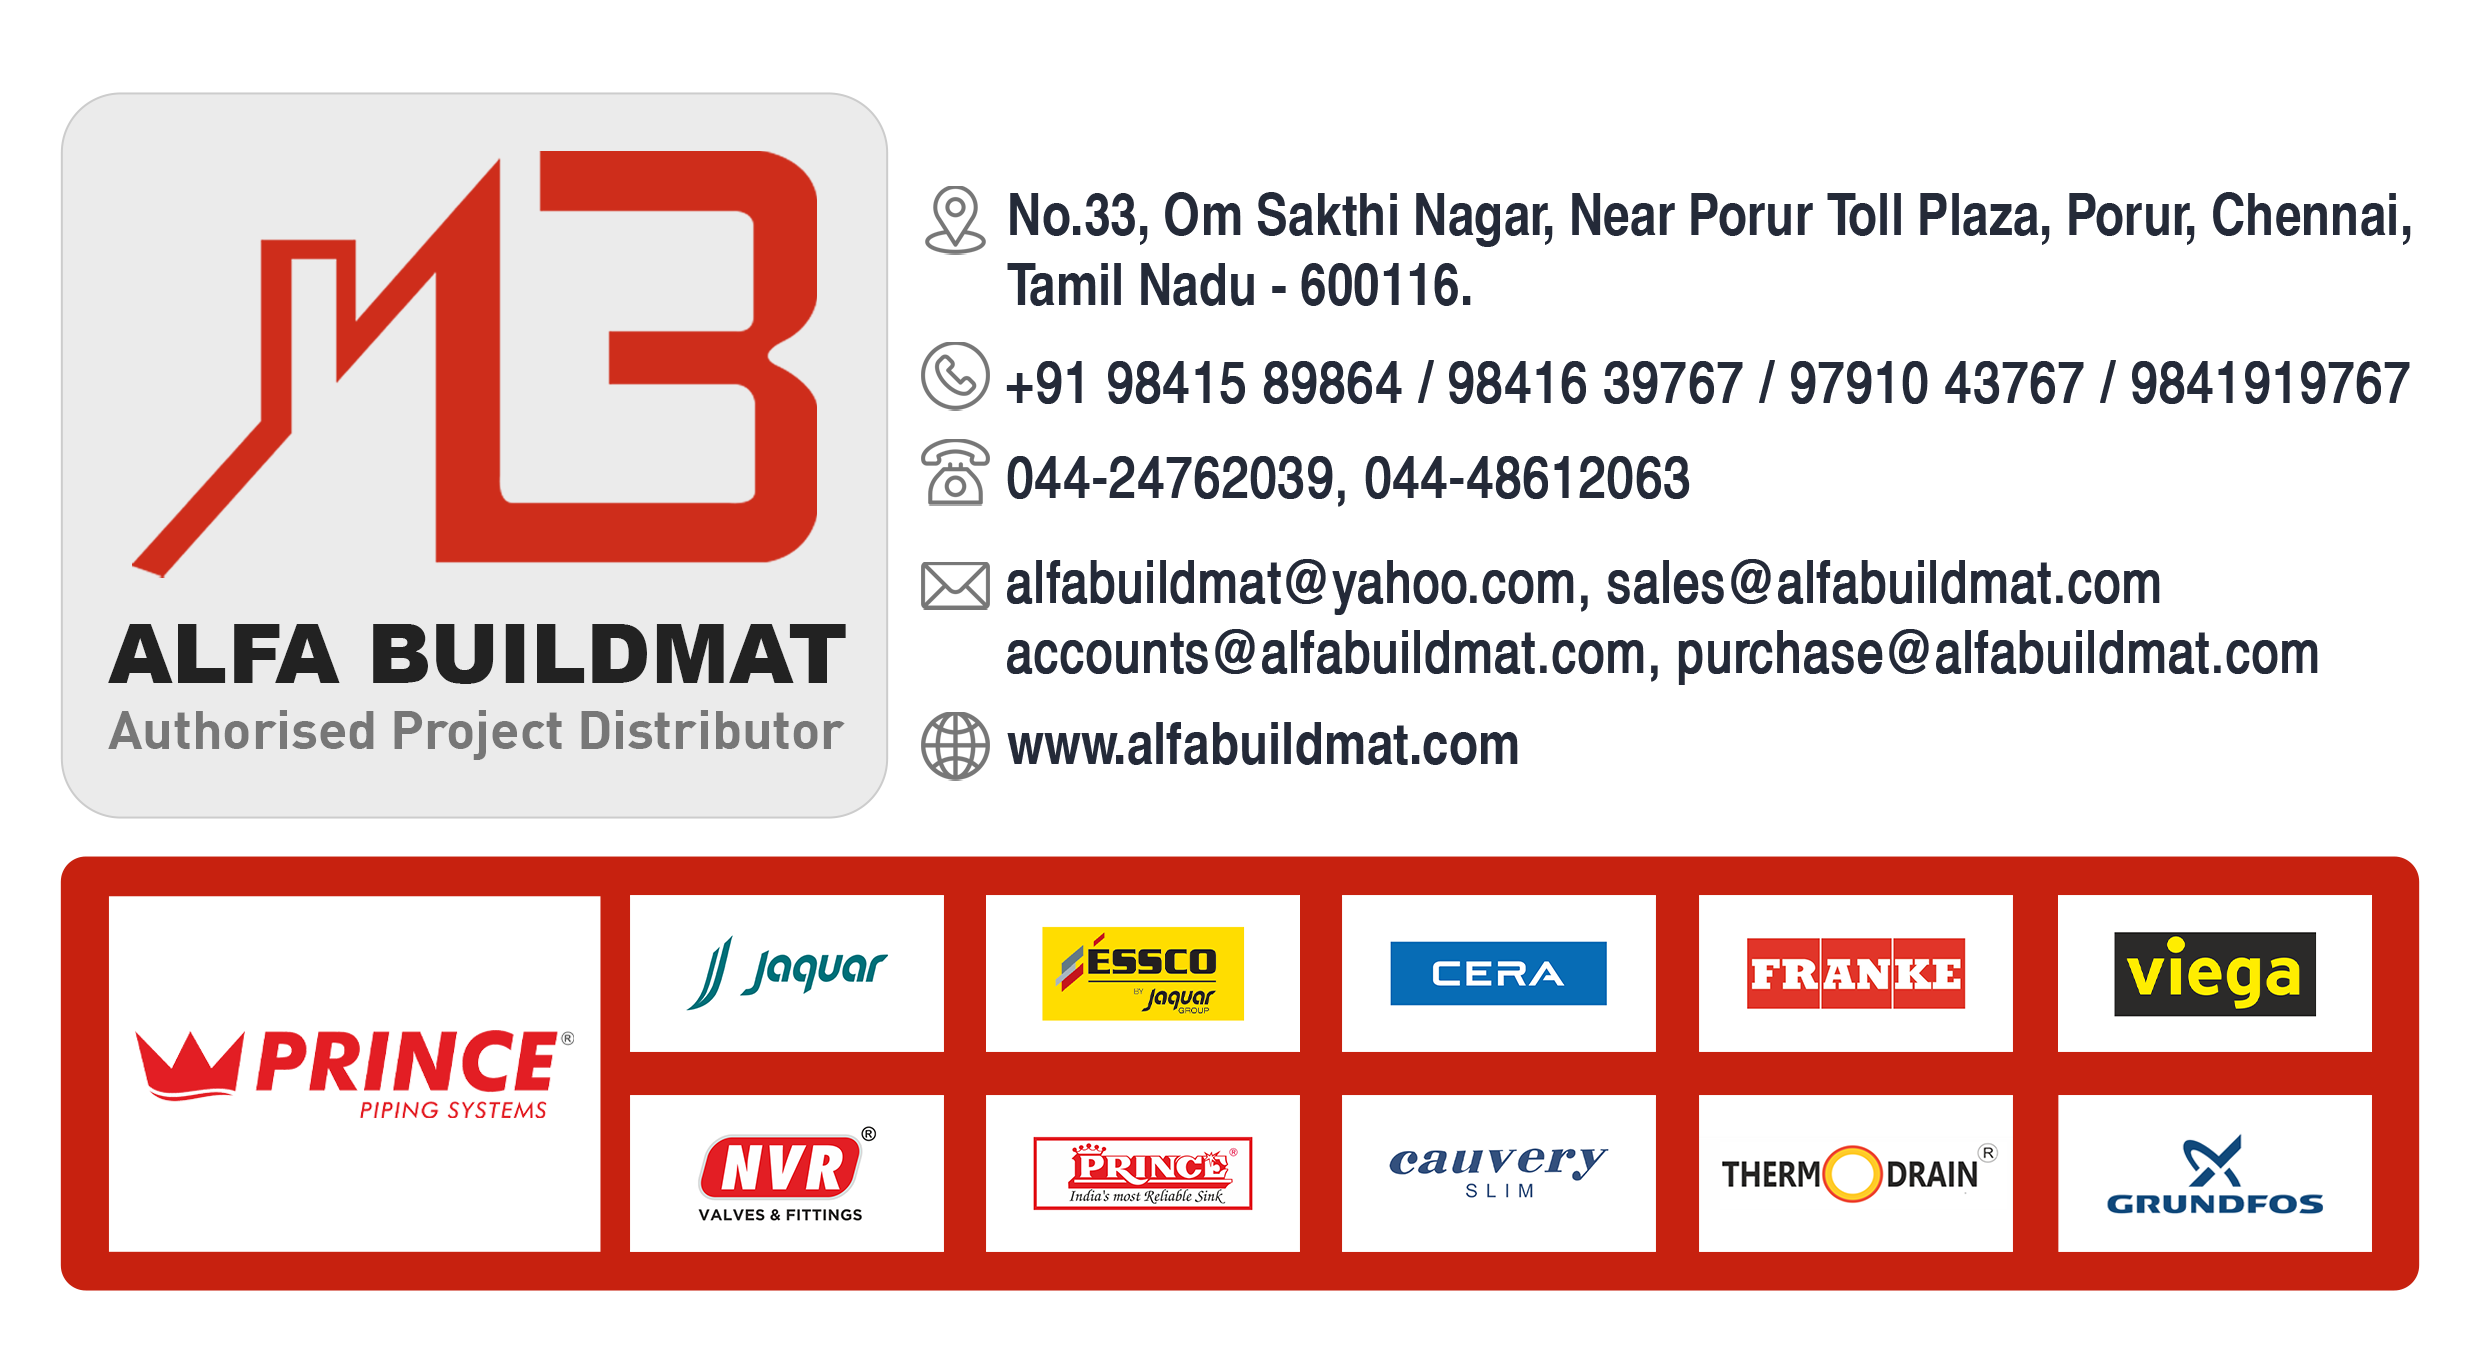 ALFA BUILDMAT
Authorised Project Distributor
No.33, Om Sakthi Nagar, Near Porur Toll Plaza, Porur, Chennai,
Tamil Nadu - 600116.
+91 98415 89864 / 98416 39767 / 97910 43767 / 9841919767
044-24762039, 044-48612063
alfabuildmat@yahoo.com, sales@alfabuildmat.com
accounts@alfabuildmat.com, purchase@alfabuildmat.com
www.alfabuildmat.com
PRINCE®
PIPING SYSTEMS
Jaquar
ÉSSCO
BY Jaquar
GROUP
CERA
FRANKE
viega
NVR®
VALVES & FITTINGS
PRINCE®
India's most Reliable Sink
cauvery
SLIM
THERMODRAIN®
GRUNDFOS